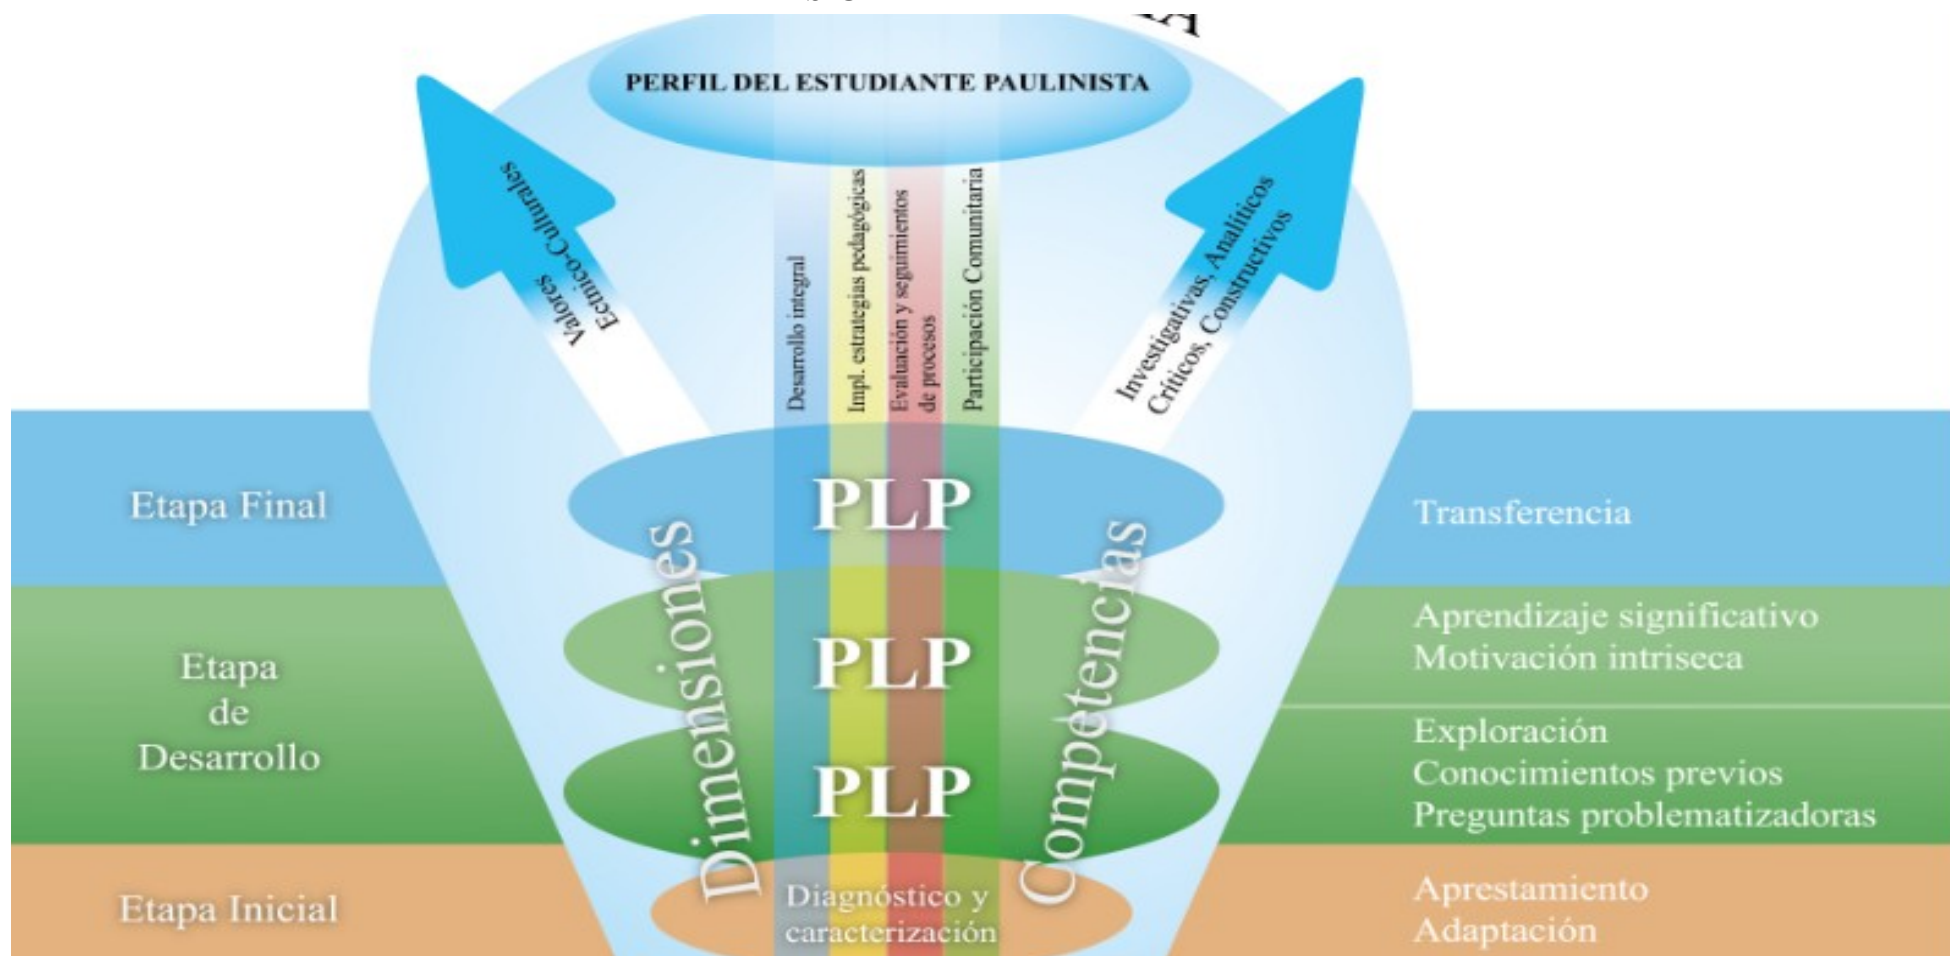 PERFIL DEL ESTUDIANTE PAULINISTA
Valores
Ectnico-Culturales
Desarrollo integral
Impl. estrategias pedagógicas
Evaluación y seguimientos
de procesos
Participación Comunitaria
Investigativas, Analíticos
Críticos, Constructivos
Etapa Final
PLP
Transferencia
Dimensiones
Competencias
Etapa
de
Desarrollo
PLP
PLP
Aprendizaje significativo
Motivación intriseca
Exploración
Conocimientos previos
Preguntas problematizadoras
Etapa Inicial
Diagnóstico y
caracterización
Aprestamiento
Adaptación